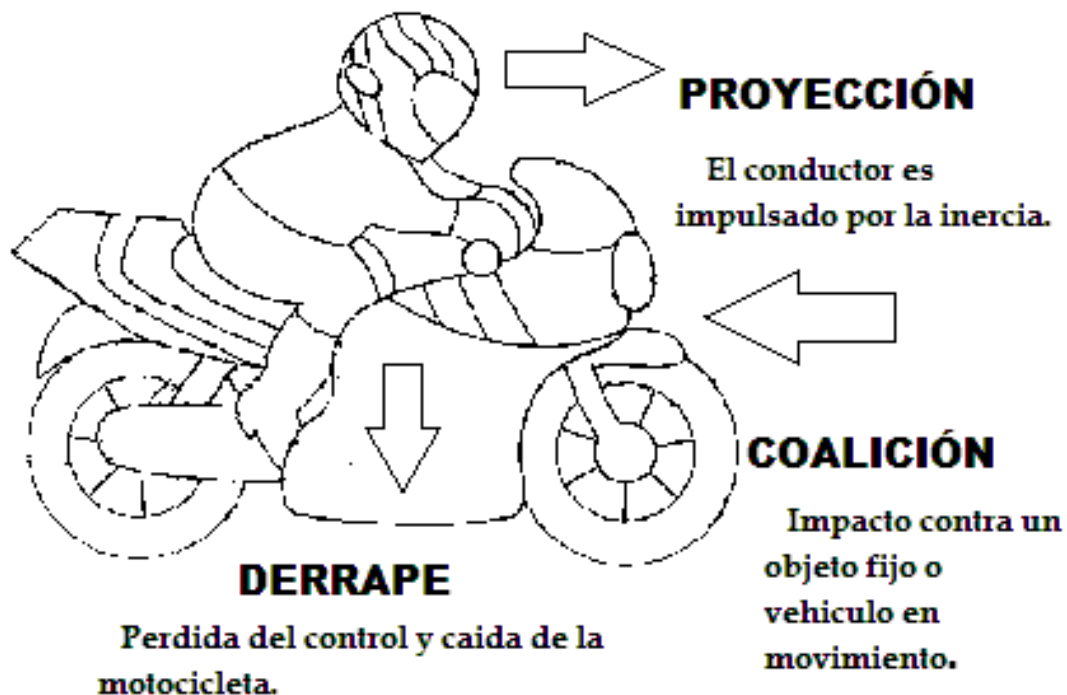 PROYECCIÓN
El conductor es
impulsado por la inercia.
COALICIÓN
Impacto contra un
objeto fijo o
vehiculo en
movimiento.
DERRAPE
Perdida del control y caida de la
motocicleta.